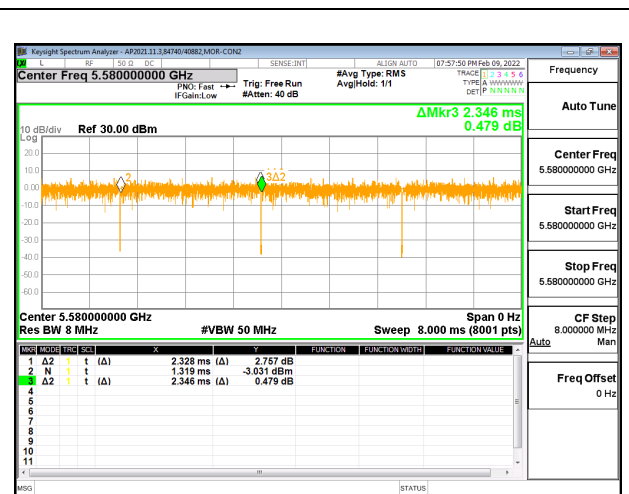 Keysight Spectrum Analyzer - AP2021.11.3,84740/40882,MOR-CON2
L RF 50 Ω DC SENSE:INT ALIGN AUTO 07:57:50 PM Feb 09, 2022
Center Freq 5.580000000 GHz
PNO: Fast
IFGain:Low
Trig: Free Run
#Atten: 40 dB
#Avg Type: RMS
Avg|Hold: 1/1
TRACE 1 2 3 4 5 6
TYPE A WWWWW
DET P N N N N N
Frequency
Auto Tune
Center Freq
5.580000000 GHz
Start Freq
5.580000000 GHz
Stop Freq
5.580000000 GHz
CF Step
8.000000 MHz
Auto Man
Freq Offset
0 Hz
ΔMkr3 2.346 ms
0.479 dB
10 dB/div Ref 30.00 dBm
Log
20.0
10.0
0.00
-10.0
-20.0
-30.0
-40.0
-50.0
-60.0
2
3Δ2
Center 5.580000000 GHz Span 0 Hz
Res BW 8 MHz #VBW 50 MHz Sweep 8.000 ms (8001 pts)
MKR MODE TRC SCL X Y FUNCTION FUNCTION WIDTH FUNCTION VALUE
1 Δ2 1 t (Δ) 2.328 ms (Δ) 2.757 dB
2 N 1 t 1.319 ms -3.031 dBm
3 Δ2 1 t (Δ) 2.346 ms (Δ) 0.479 dB
4
5
6
7
8
9
10
11
MSG STATUS